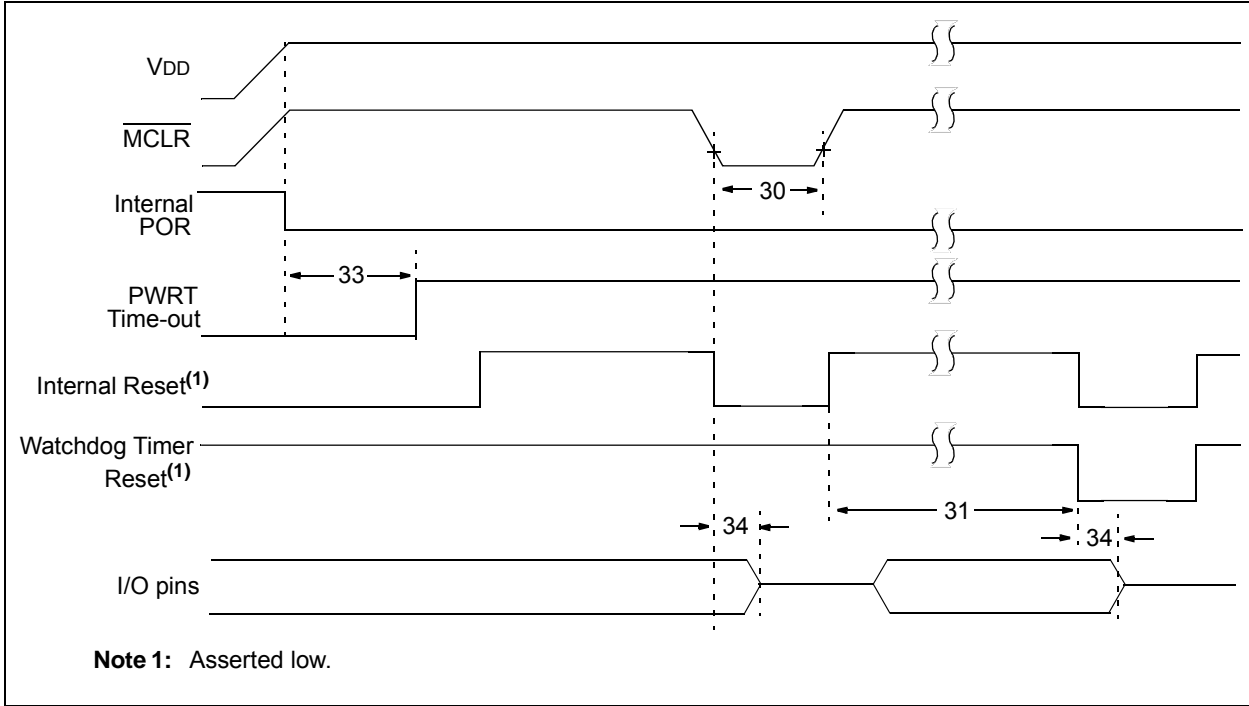 VDD
MCLR
30
Internal
POR
33
PWRT
Time-out
Internal Reset(1)
Watchdog Timer
Reset(1)
31
34
34
I/O pins
Note 1: Asserted low.